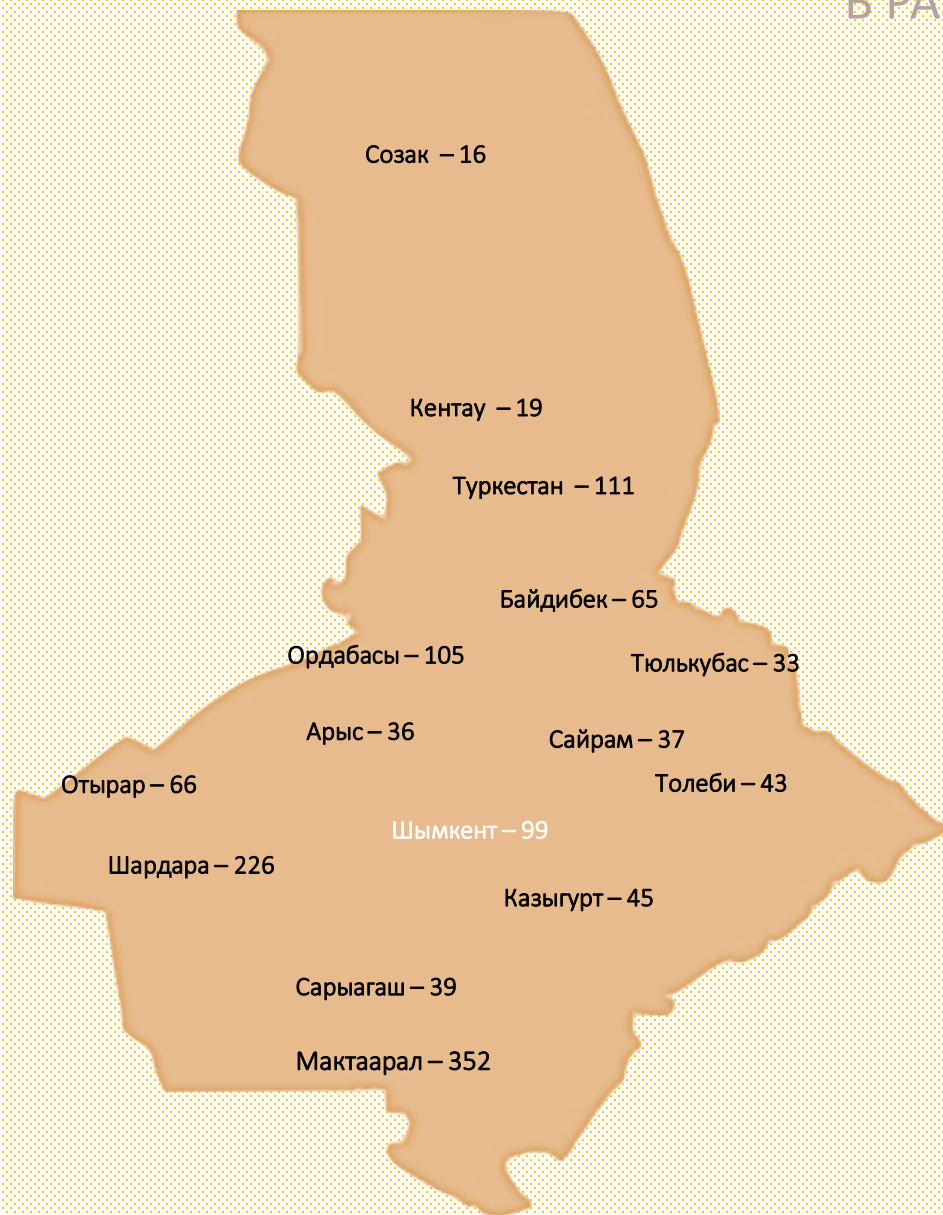 В РА
Созак – 16
Кентау – 19
Туркестан – 111
Байдибек – 65
Ордабасы – 105
Тюлькубас – 33
Арыс – 36
Сайрам – 37
Отырар – 66
Толеби – 43
Шымкент – 99
Шардара – 226
Казыгурт – 45
Сарыагаш – 39
Мактаарал – 352